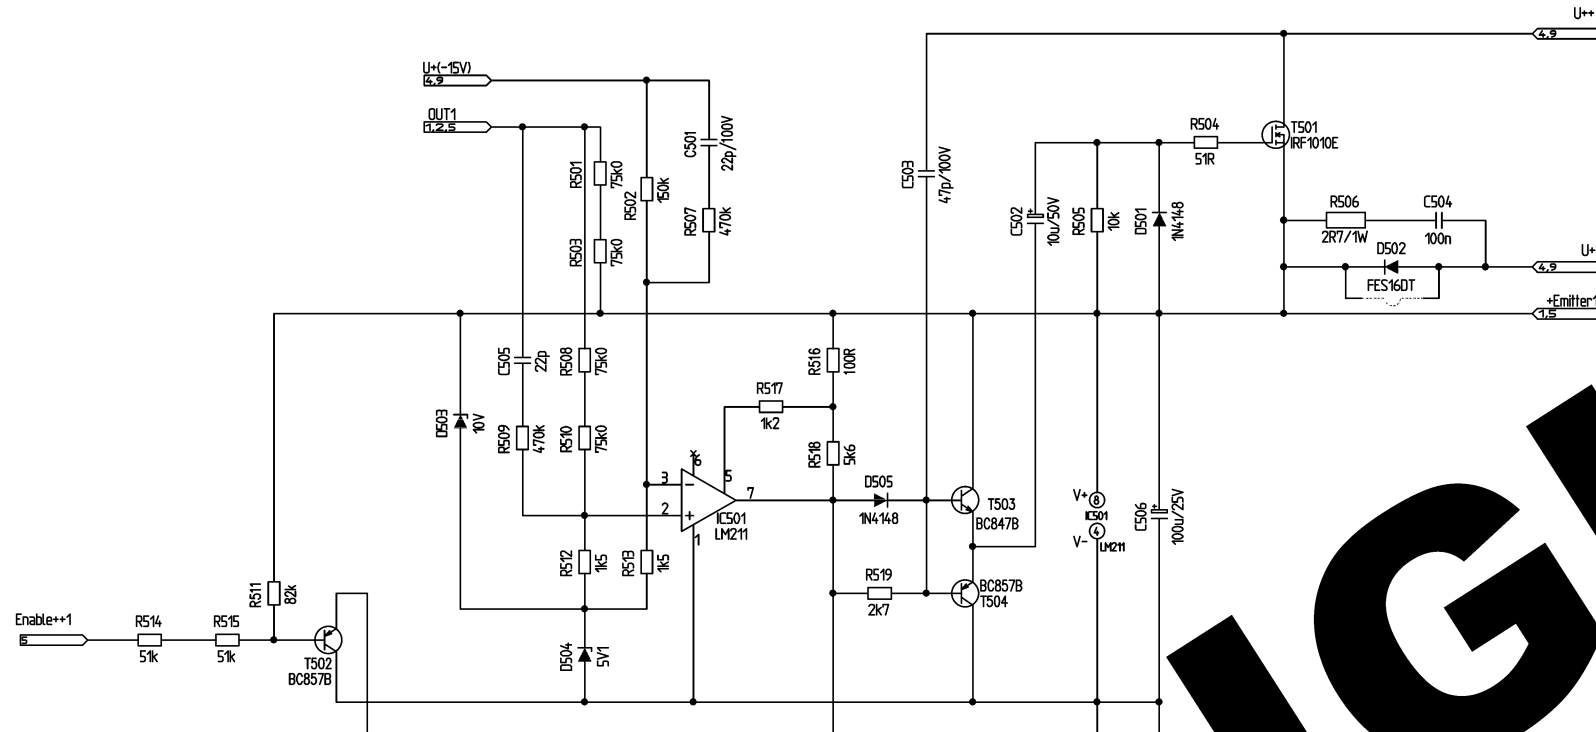 U++
4,9
U+(-15V)
4,9
OUT1
1,2,5
R501
75k0
R502
150k
C501
22p/100V
R507
470k
R503
75k0
C503
47p/100V
C502
10u/50V
R505
10k
D501
1N4148
R504
51R
T501
IRF1010E
R506
2R7/1W
C504
100n
D502
FES16DT
U+
4,9
+Emitter1
1,5
D503
10V
C505
22p
R509
470k
R508
75k0
R510
75k0
R516
100R
R517
1k2
R518
5k6
3
2
6
5
7
1
IC501
LM211
D505
1N4148
T503
BC847B
V+
8
IC501
4
V-
LM211
C506
100u/25V
R511
82k
R512
1k5
R513
1k5
R519
2k7
BC857B
T504
Enable++1
5
R514
51k
R515
51k
T502
BC857B
D504
5V1